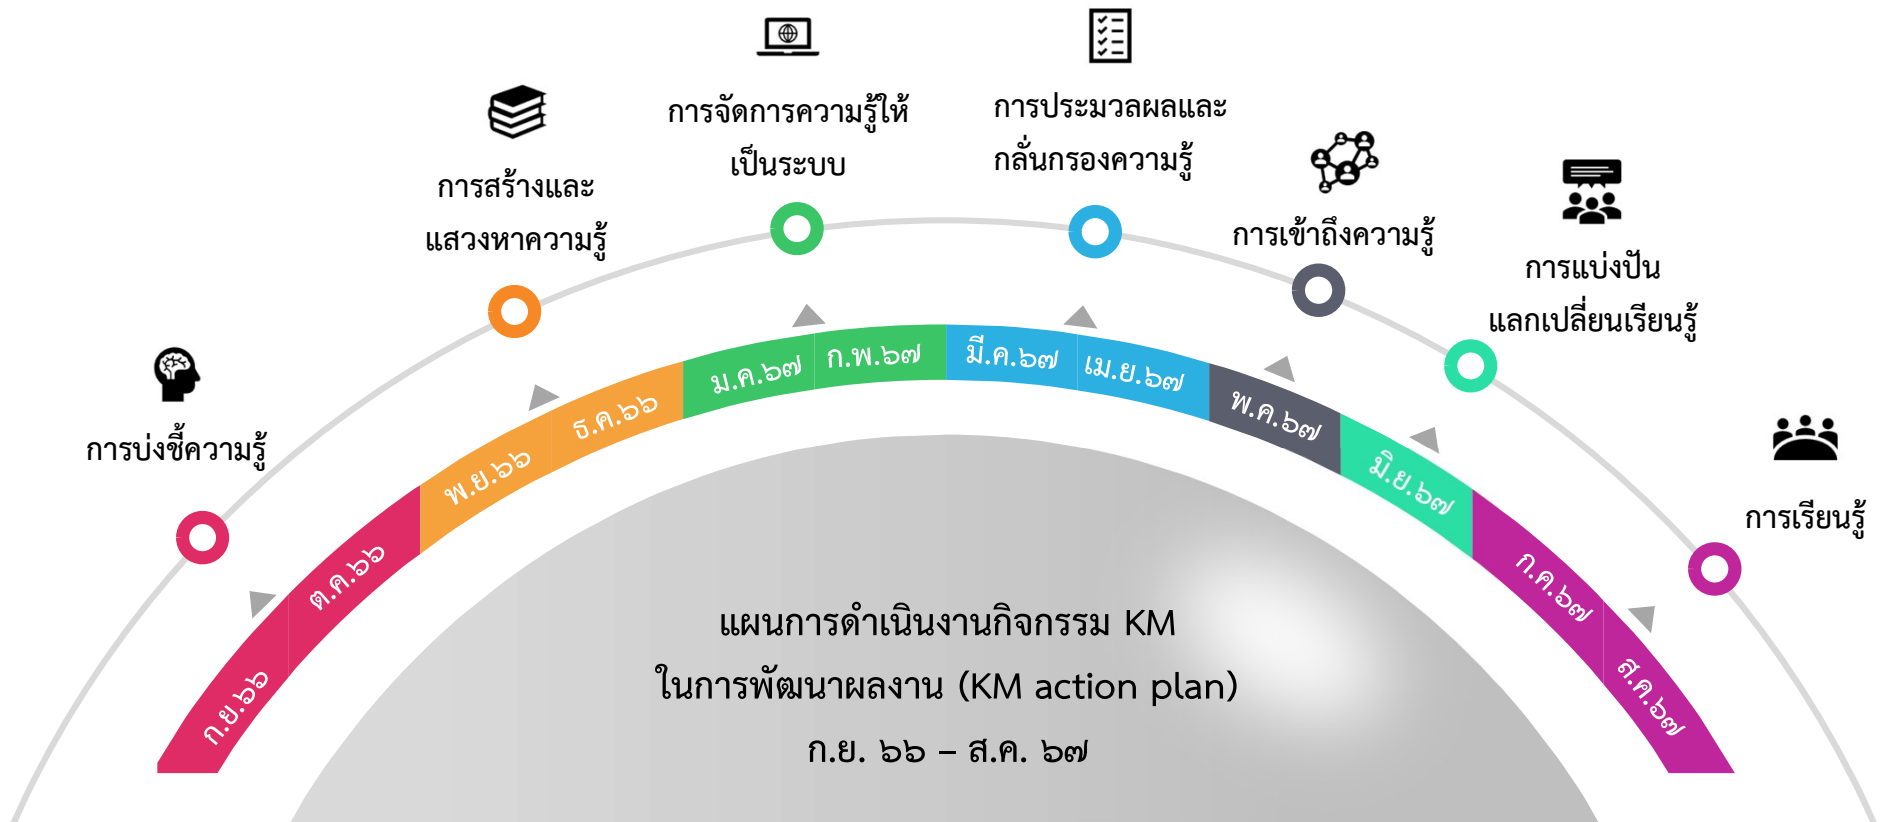 การบ่งชี้ความรู้
การสร้างและ
แสวงหาความรู้
การจัดการความรู้ให้
เป็นระบบ
การประมวลผลและ
กลั่นกรองความรู้
การเข้าถึงความรู้
การแบ่งปัน
แลกเปลี่ยนเรียนรู้
การเรียนรู้
ก.ย.๖๖
ต.ค.๖๖
พ.ย.๖๖
ธ.ค.๖๖
ม.ค.๖๗
ก.พ.๖๗
มี.ค.๖๗
เม.ย.๖๗
พ.ค.๖๗
มิ.ย.๖๗
ก.ค.๖๗
ส.ค.๖๗
แผนการดำเนินงานกิจกรรม KM
ในการพัฒนาผลงาน (KM action plan)
ก.ย. ๖๖ – ส.ค. ๖๗